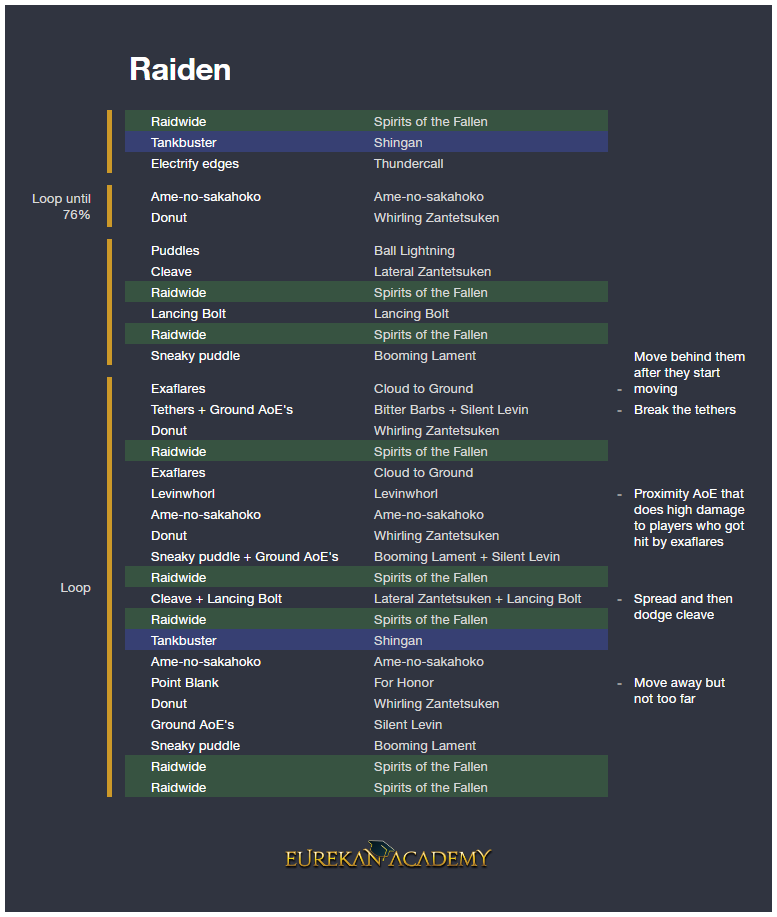 Raiden
Raidwide Spirits of the Fallen
Tankbuster Shingan
Electrify edges Thundercall
Loop until
76%
Ame-no-sakahoko Ame-no-sakahoko
Donut Whirling Zantetsuken
Puddles Ball Lightning
Cleave Lateral Zantetsuken
Raidwide Spirits of the Fallen
Lancing Bolt Lancing Bolt
Raidwide Spirits of the Fallen
Sneaky puddle Booming Lament
Loop
Exaflares Cloud to Ground - Move behind them
after they start
moving
Tethers + Ground AoE's Bitter Barbs + Silent Levin - Break the tethers
Donut Whirling Zantetsuken
Raidwide Spirits of the Fallen
Exaflares Cloud to Ground
Levinwhorl Levinwhorl - Proximity AoE that
does high damage
to players who got
hit by exaflares
Ame-no-sakahoko Ame-no-sakahoko
Donut Whirling Zantetsuken
Sneaky puddle + Ground AoE's Booming Lament + Silent Levin
Raidwide Spirits of the Fallen
Cleave + Lancing Bolt Lateral Zantetsuken + Lancing Bolt - Spread and then
dodge cleave
Raidwide Spirits of the Fallen
Tankbuster Shingan
Ame-no-sakahoko Ame-no-sakahoko
Point Blank For Honor - Move away but
not too far
Donut Whirling Zantetsuken
Ground AoE's Silent Levin
Sneaky puddle Booming Lament
Raidwide Spirits of the Fallen
Raidwide Spirits of the Fallen
EUREKAN ACADEMY